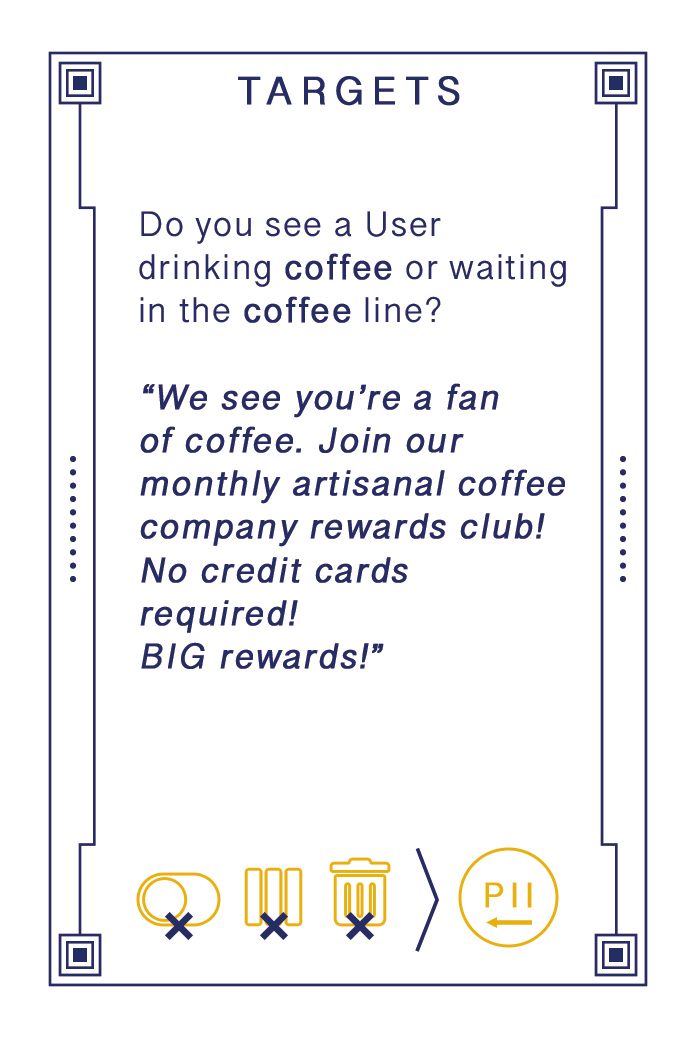 TARGETS
Do you see a User
drinking coffee or waiting
in the coffee line?
“We see you’re a fan
of coffee. Join our
monthly artisanal coffee
company rewards club!
No credit cards
required!
BIG rewards!”
PII